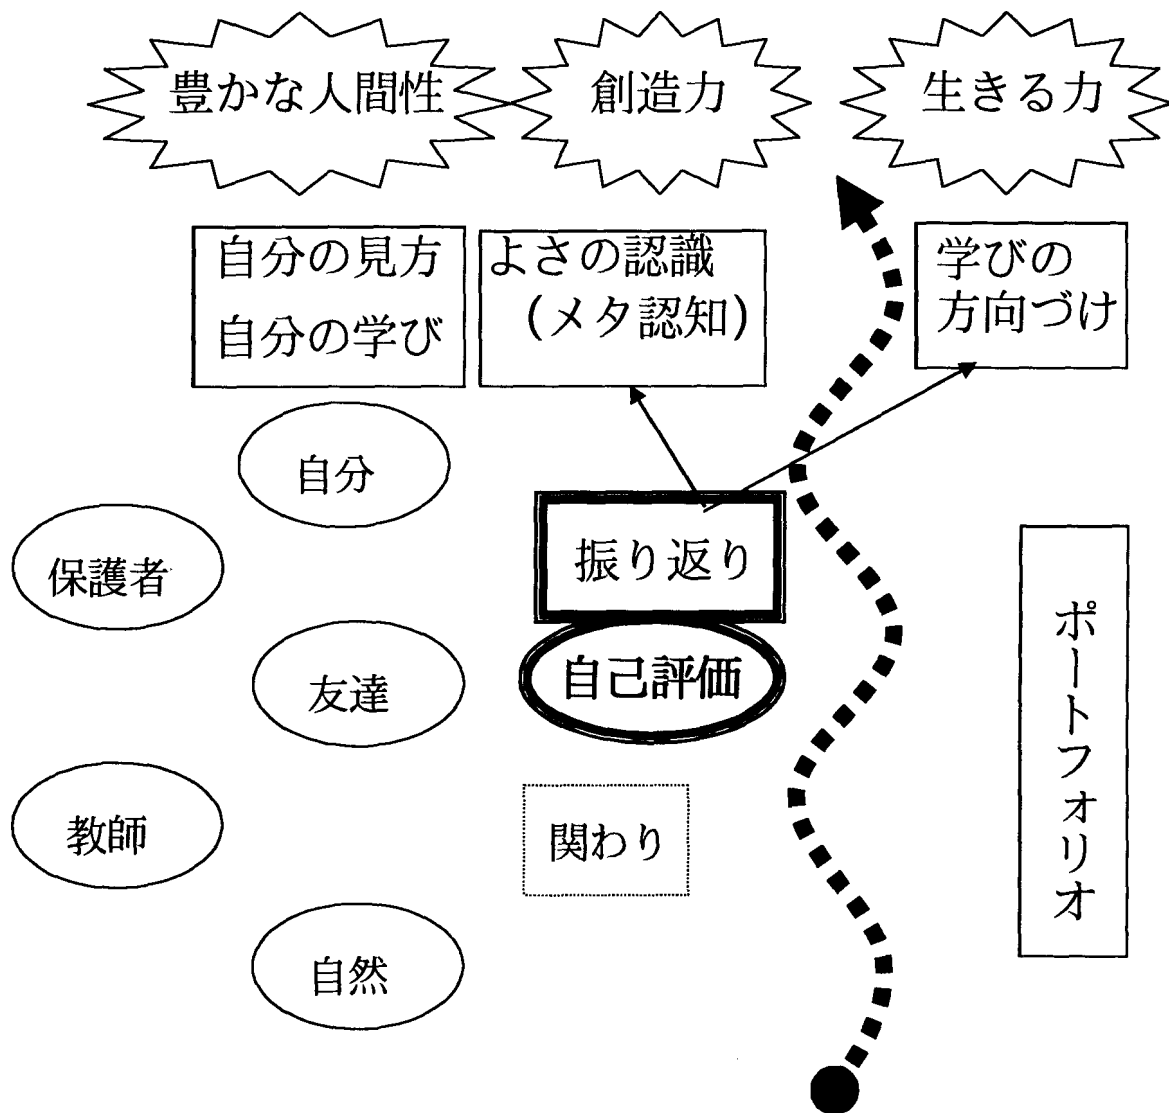 豊かな人間性
創造力
生きる力
自分の見方
自分の学び
よさの認識
(メタ認知)
学びの
方向づけ
自分
保護者
振り返り
友達
自己評価
教師
関わり
自然
ポートフォリオ